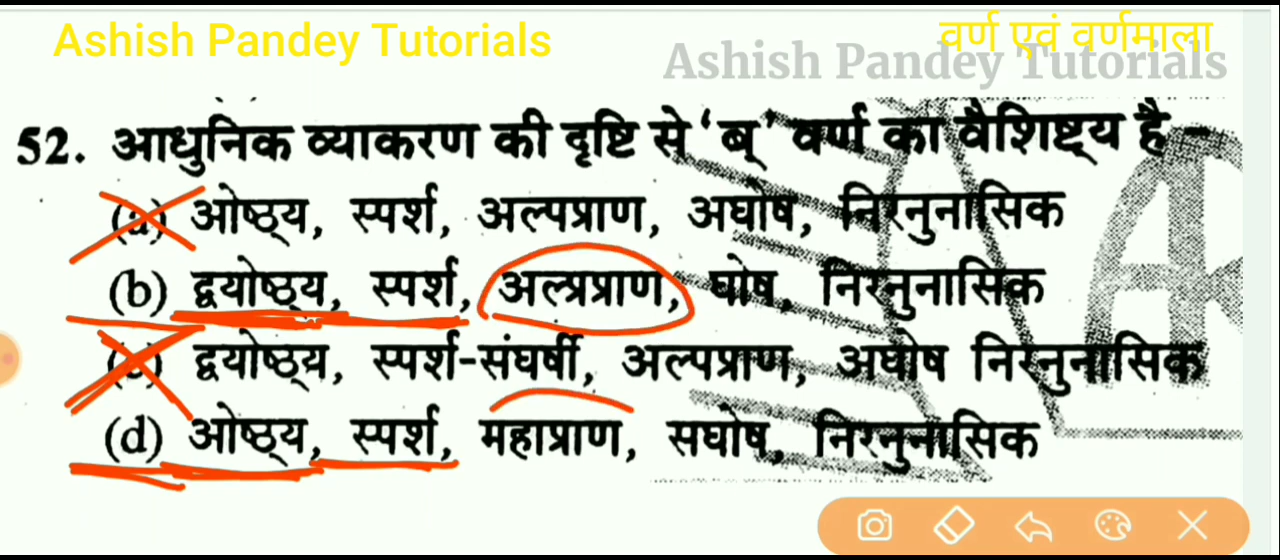 Ashish Pandey Tutorials
वर्ण एवं वर्णमाला
Ashish Pandey Tutorials
52. आधुनिक व्याकरण की दृष्टि से ‘ब्’ वर्ण का वैशिष्ट्य है –
(a) ओष्ठ्य, स्पर्श, अल्पप्राण, अघोष, निरनुनासिक
(b) द्वयोष्ठ्य, स्पर्श, अल्प्रप्राण, घोष, निरनुनासिक
(c) द्वयोष्ठ्य, स्पर्श-संघर्षी, अल्पप्राण, अघोष निरनुनासिक
(d) ओष्ठ्य, स्पर्श, महाप्राण, सघोष, निरनुनासिक